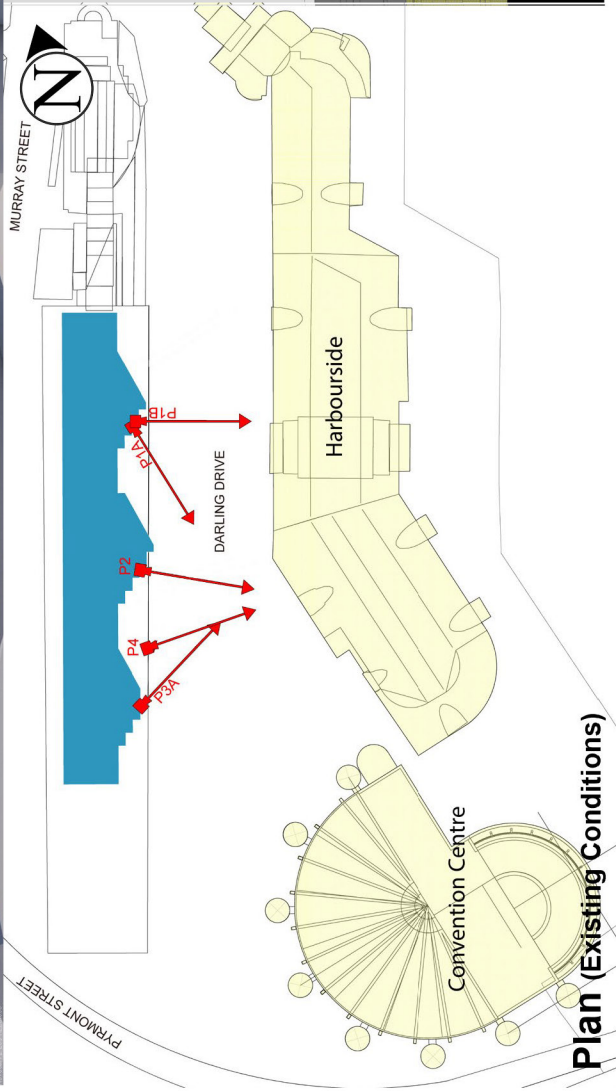 N
MURRAY STREET
P1B
P1A
DARLING DRIVE
P2
P4
P3A
Harbourside
Convention Centre
PYRMONT STREET
Plan (Existing Conditions)